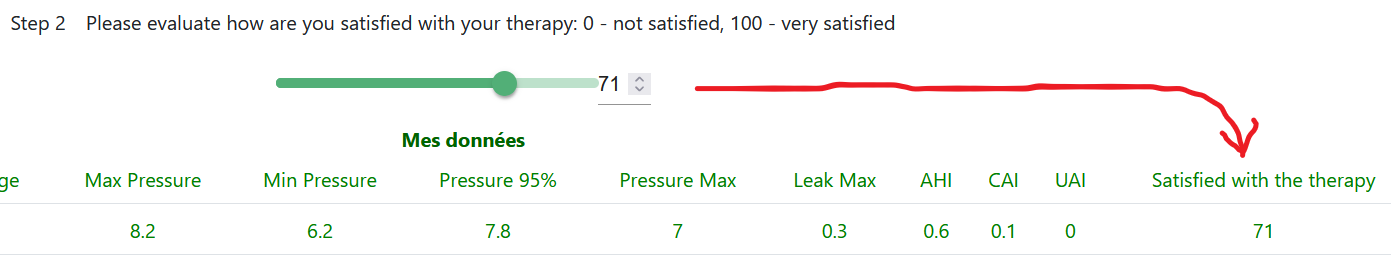 Step 2 Please evaluate how are you satisfied with your therapy: 0 - not satisfied, 100 - very satisfied
71
Mes données
ge Max Pressure Min Pressure Pressure 95% Pressure Max Leak Max AHI CAI UAI Satisfied with the therapy
8.2 6.2 7.8 7 0.3 0.6 0.1 0 71